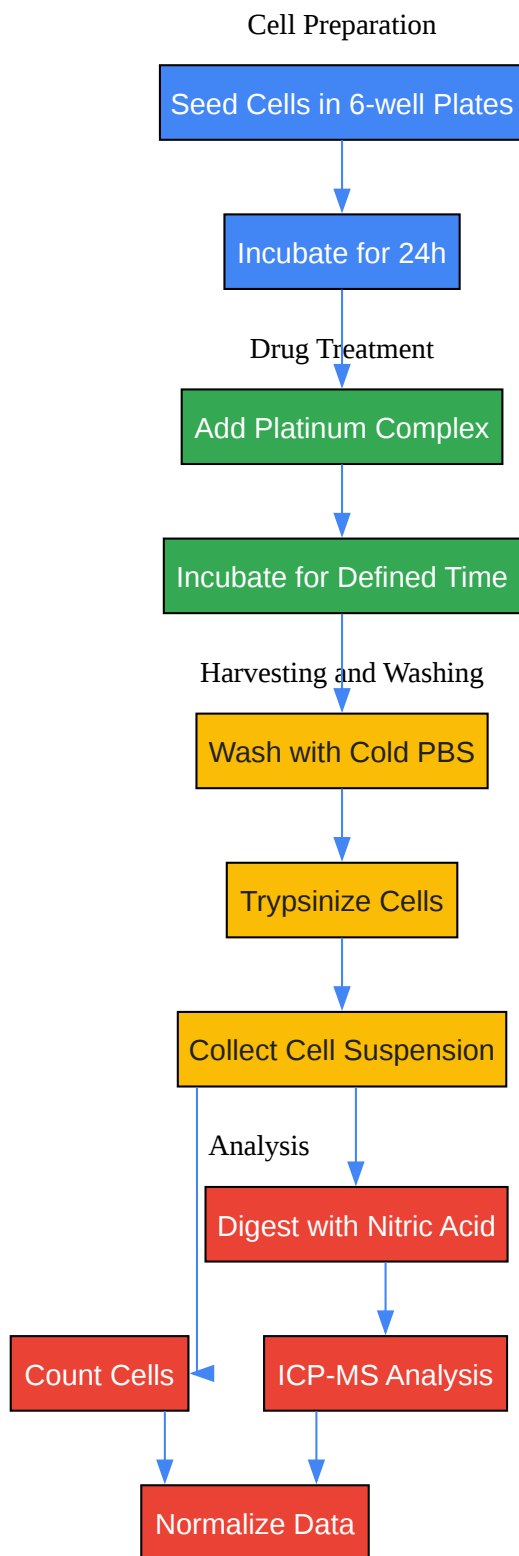 Cell Preparation
Seed Cells in 6-well Plates
Incubate for 24h
Drug Treatment
Add Platinum Complex
Incubate for Defined Time
Harvesting and Washing
Wash with Cold PBS
Trypsinize Cells
Collect Cell Suspension
Analysis
Digest with Nitric Acid
Count Cells
ICP-MS Analysis
Normalize Data